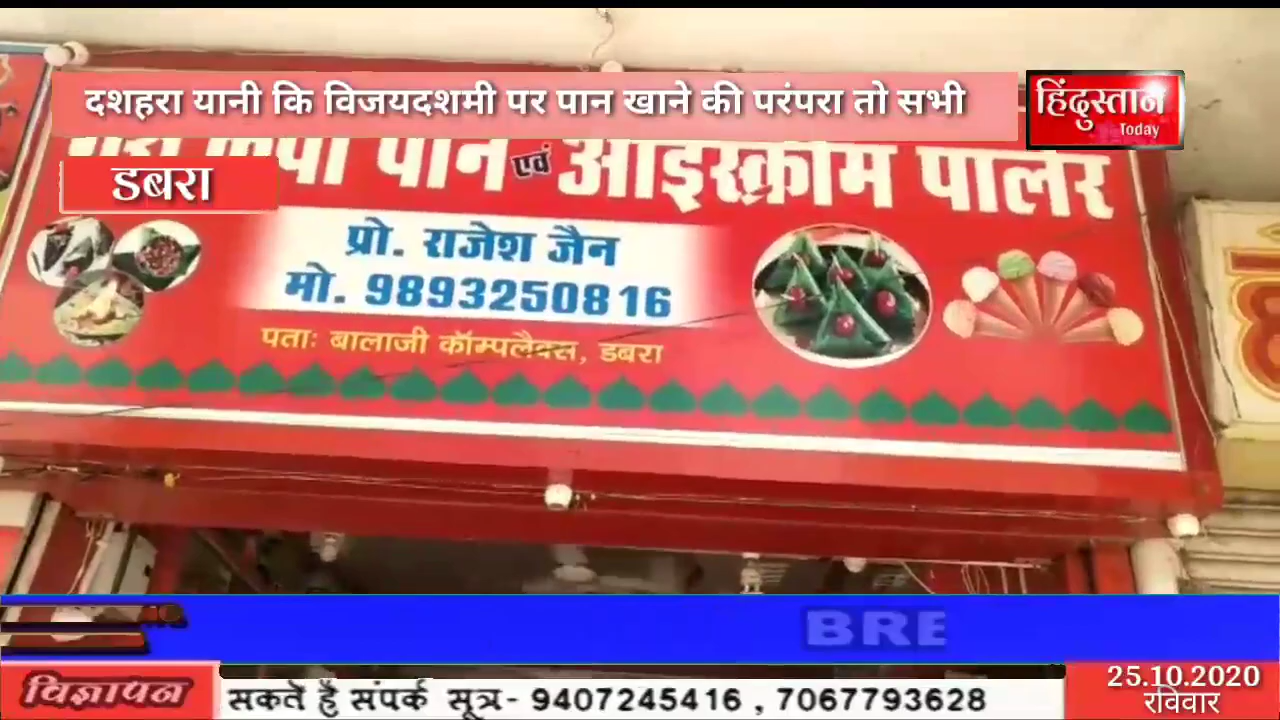 दशहरा यानी कि विजयदशमी पर पान खाने की परंपरा तो सभी
हिंदुस्तान
Today
पान एवं आइस्क्रीम पार्लर
डबरा
प्रो. राजेश जैन
मो. 9893250816
पताः बालाजी कॉम्पलैक्स, डबरा
BRE
विज्ञापन
सकतें हैं संपर्क सूत्र- 9407245416 , 7067793628
25.10.2020
रविवार